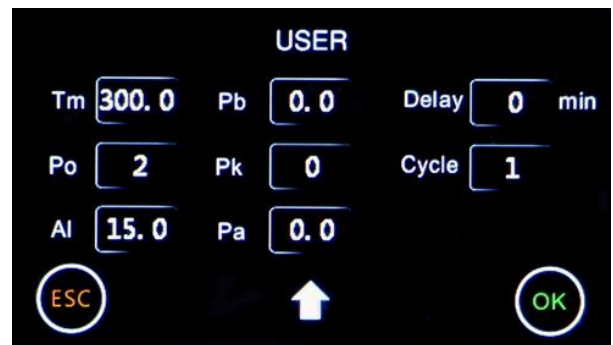 USER
Tm 300.0 Pb 0.0 Delay 0 min
Po 2 Pk 0 Cycle 1
Al 15.0 Pa 0.0
ESC OK